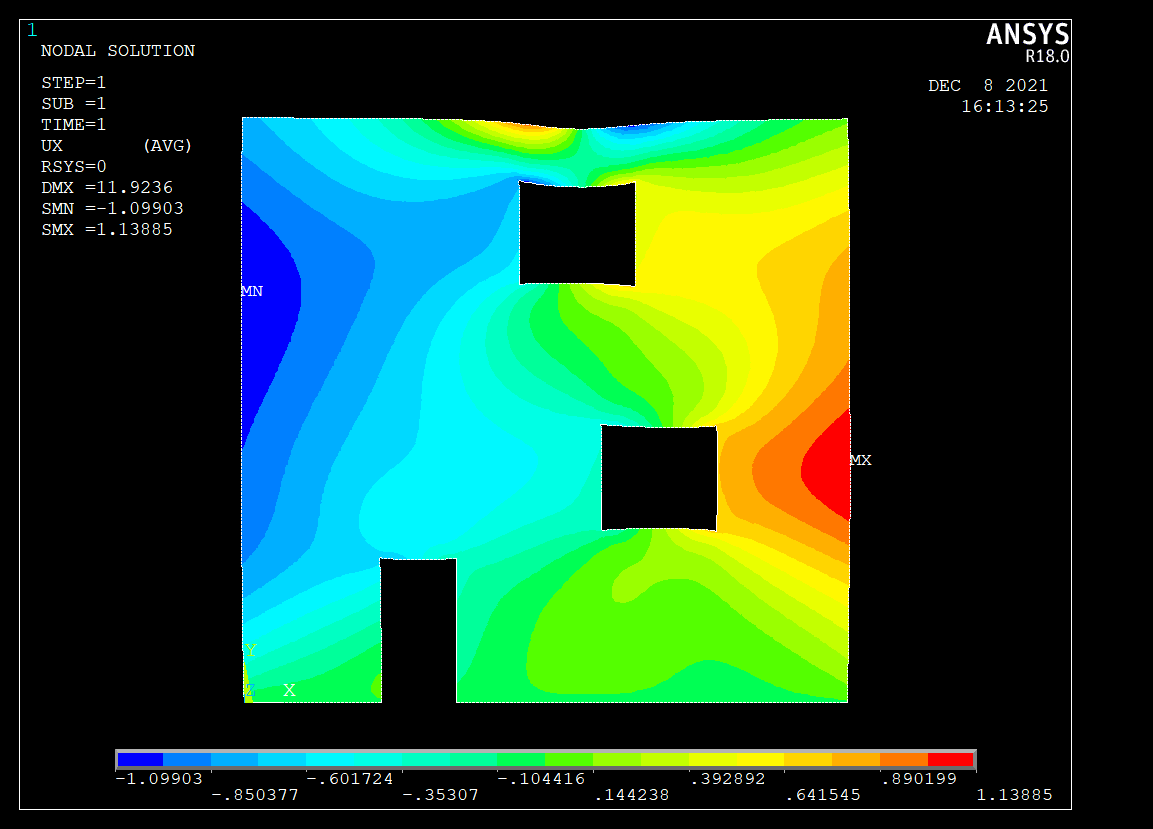 1
ANSYS
R18.0
NODAL SOLUTION
DEC  8 2021
16:13:25
STEP=1
SUB =1
TIME=1
UX       (AVG)
RSYS=0
DMX =11.9236
SMN =-1.09903
SMX =1.13885
MN
MX
Y
Z X
-1.09903 -.601724 -.104416 .392892 .890199
-.850377 -.35307 .144238 .641545 1.13885